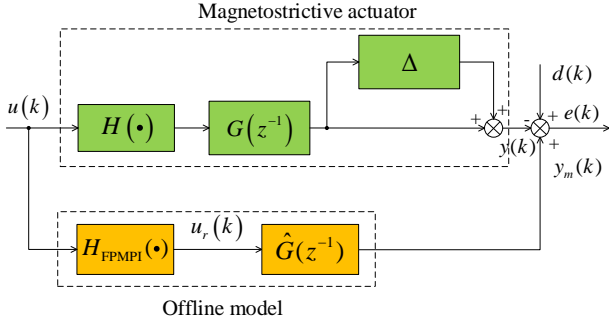 Magnetostrictive actuator
Δ
d(k)
u(k)
H(•)
G(z⁻¹)
+
+
-
+
e(k)
y(k)
+
y_m(k)
u_r(k)
H_FPMPI(•)
Ĝ(z⁻¹)
Offline model